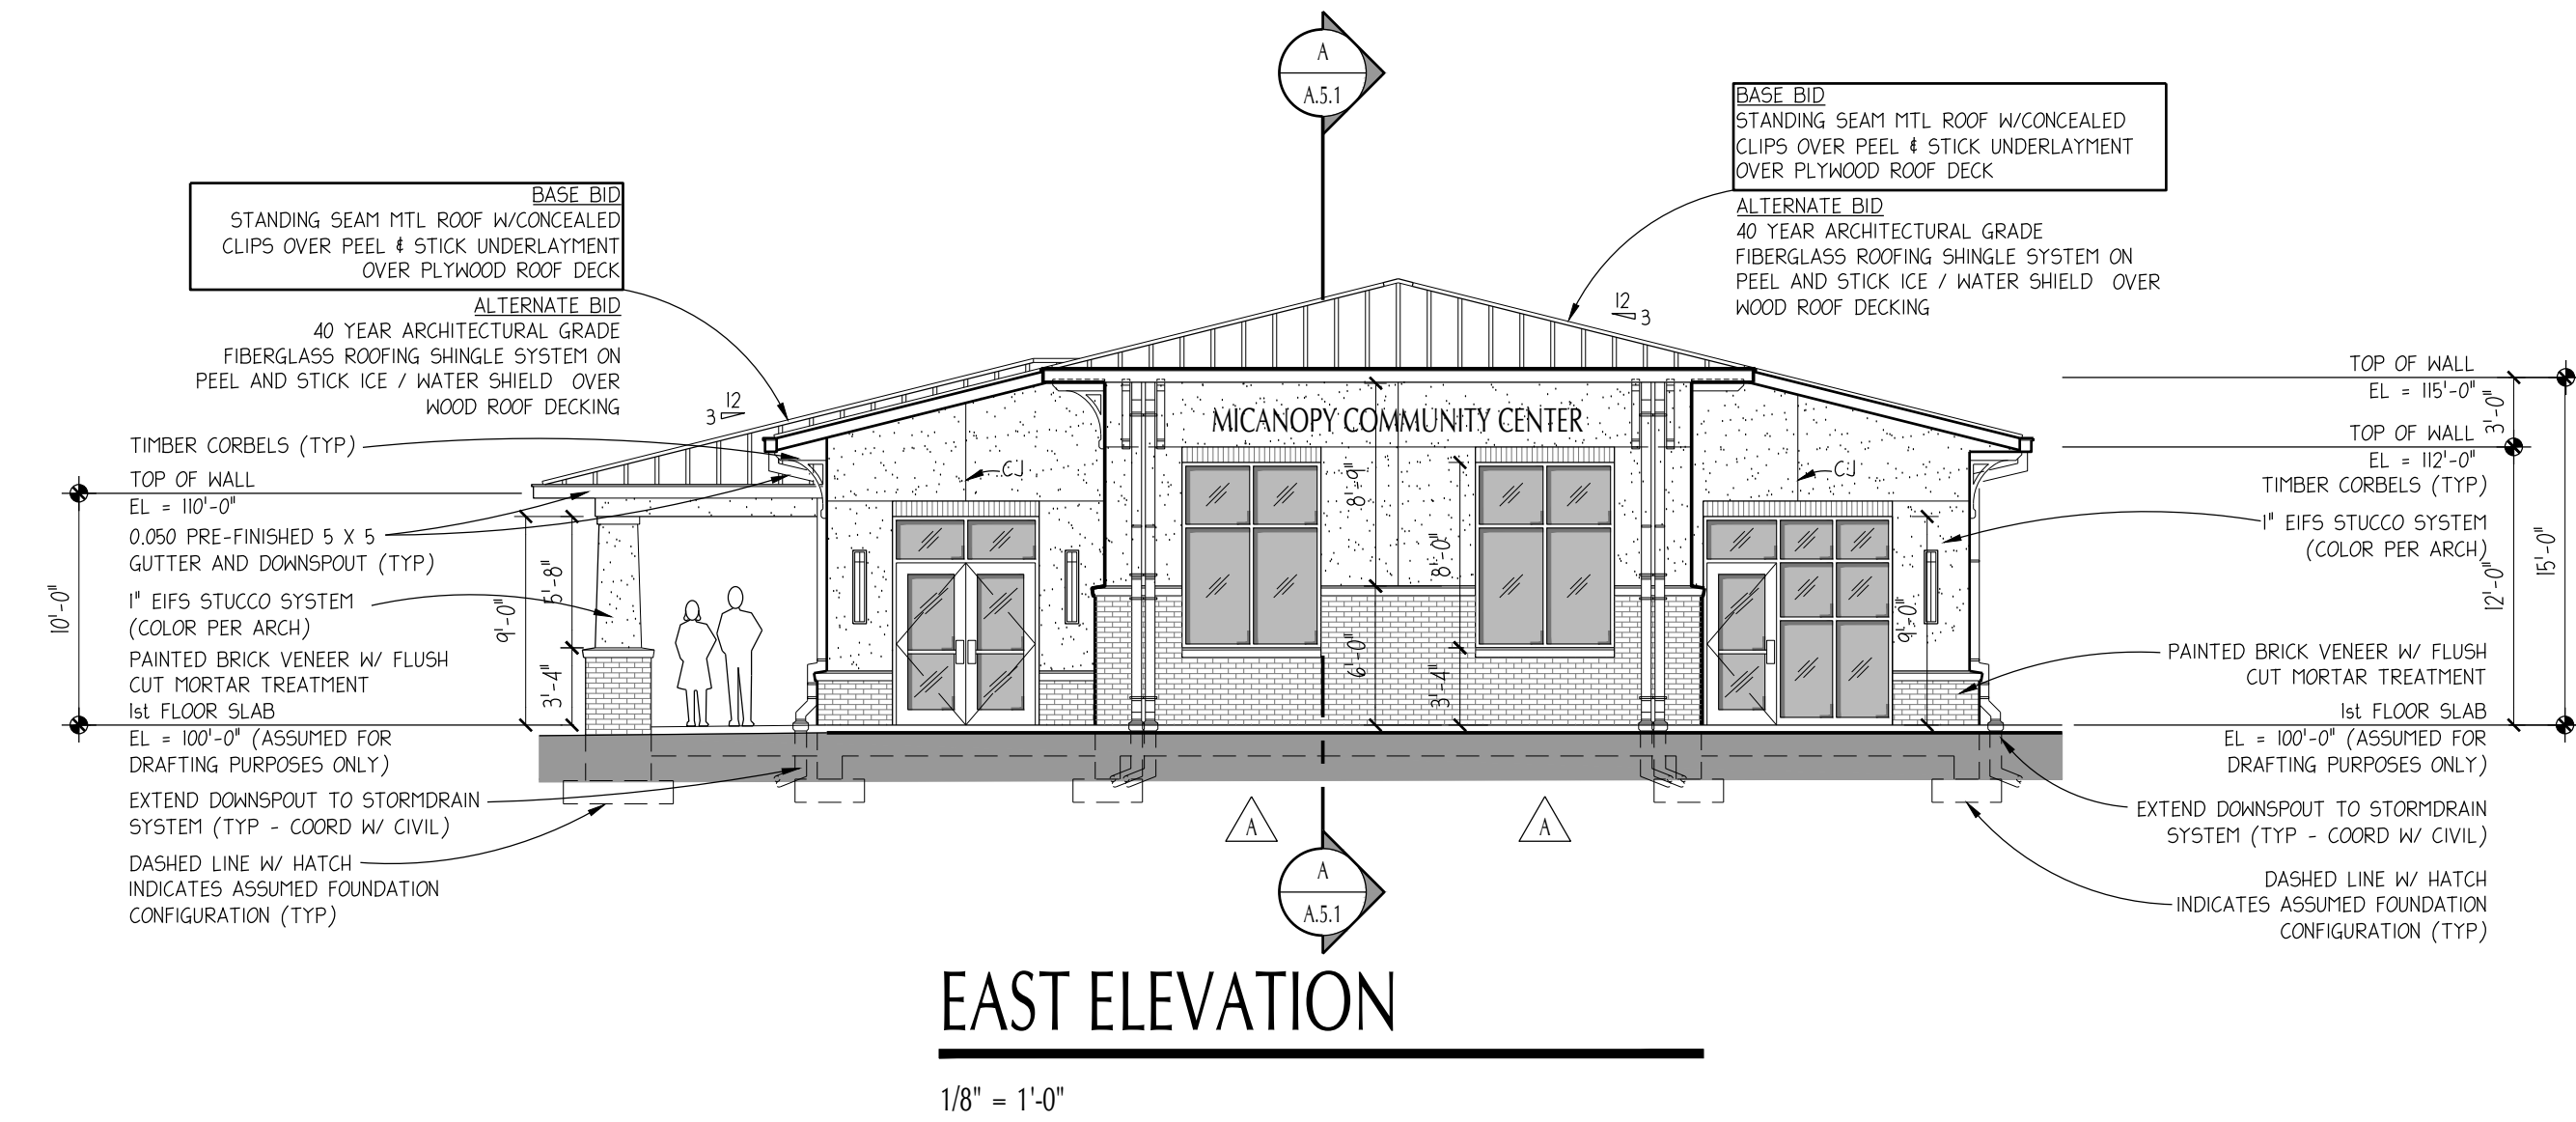 A
A.5.1
BASE BID
STANDING SEAM MTL ROOF W/CONCEALED
CLIPS OVER PEEL & STICK UNDERLAYMENT
OVER PLYWOOD ROOF DECK
ALTERNATE BID
40 YEAR ARCHITECTURAL GRADE
FIBERGLASS ROOFING SHINGLE SYSTEM ON
PEEL AND STICK ICE / WATER SHIELD OVER
WOOD ROOF DECKING
12
3
BASE BID
STANDING SEAM MTL ROOF W/CONCEALED
CLIPS OVER PEEL & STICK UNDERLAYMENT
OVER PLYWOOD ROOF DECK
ALTERNATE BID
40 YEAR ARCHITECTURAL GRADE
FIBERGLASS ROOFING SHINGLE SYSTEM ON
PEEL AND STICK ICE / WATER SHIELD OVER
WOOD ROOF DECKING
12
3
TIMBER CORBELS (TYP)
TOP OF WALL
EL = 110'-0"
0.050 PRE-FINISHED 5 X 5
GUTTER AND DOWNSPOUT (TYP)
1" EIFS STUCCO SYSTEM
(COLOR PER ARCH)
PAINTED BRICK VENEER W/ FLUSH
CUT MORTAR TREATMENT
1st FLOOR SLAB
EL = 100'-0" (ASSUMED FOR
DRAFTING PURPOSES ONLY)
EXTEND DOWNSPOUT TO STORMDRAIN
SYSTEM (TYP - COORD W/ CIVIL)
DASHED LINE W/ HATCH
INDICATES ASSUMED FOUNDATION
CONFIGURATION (TYP)
10'-0"
9'-0"
5'-8"
3'-4"
MICANOPY COMMUNITY CENTER
CJ
CJ
8'-9"
6'-0"
8'-0"
3'-4"
9'-0"
TOP OF WALL
EL = 115'-0"
TOP OF WALL
EL = 112'-0"
TIMBER CORBELS (TYP)
1" EIFS STUCCO SYSTEM
(COLOR PER ARCH)
PAINTED BRICK VENEER W/ FLUSH
CUT MORTAR TREATMENT
1st FLOOR SLAB
EL = 100'-0" (ASSUMED FOR
DRAFTING PURPOSES ONLY)
EXTEND DOWNSPOUT TO STORMDRAIN
SYSTEM (TYP - COORD W/ CIVIL)
DASHED LINE W/ HATCH
INDICATES ASSUMED FOUNDATION
CONFIGURATION (TYP)
3'-0"
12'-0"
15'-0"
A
A
A
A.5.1
EAST ELEVATION
1/8" = 1'-0"